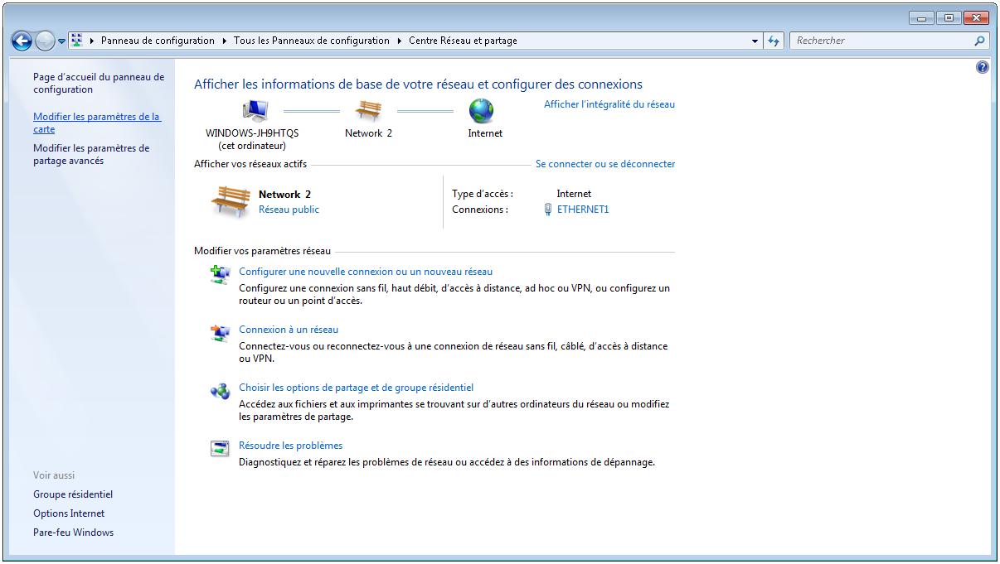 Panneau de configuration Tous les Panneaux de configuration Centre Réseau et partage
Rechercher
Page d'accueil du panneau de
configuration
Modifier les paramètres de la
carte
Modifier les paramètres de
partage avancés
Voir aussi
Groupe résidentiel
Options Internet
Pare-feu Windows
Afficher les informations de base de votre réseau et configurer des connexions
Afficher l'intégralité du réseau
WINDOWS-JH9HTQS
(cet ordinateur)
Network 2
Internet
Afficher vos réseaux actifs
Se connecter ou se déconnecter
Network 2
Réseau public
Type d'accès : Internet
Connexions : ETHERNET1
Modifier vos paramètres réseau
Configurer une nouvelle connexion ou un nouveau réseau
Configurez une connexion sans fil, haut débit, d'accès à distance, ad hoc ou VPN, ou configurez un
routeur ou un point d'accès.
Connexion à un réseau
Connectez-vous ou reconnectez-vous à une connexion de réseau sans fil, câblé, d'accès à distance
ou VPN.
Choisir les options de partage et de groupe résidentiel
Accédez aux fichiers et aux imprimantes se trouvant sur d'autres ordinateurs du réseau ou modifiez
les paramètres de partage.
Résoudre les problèmes
Diagnostiquez et réparez les problèmes de réseau ou accédez à des informations de dépannage.